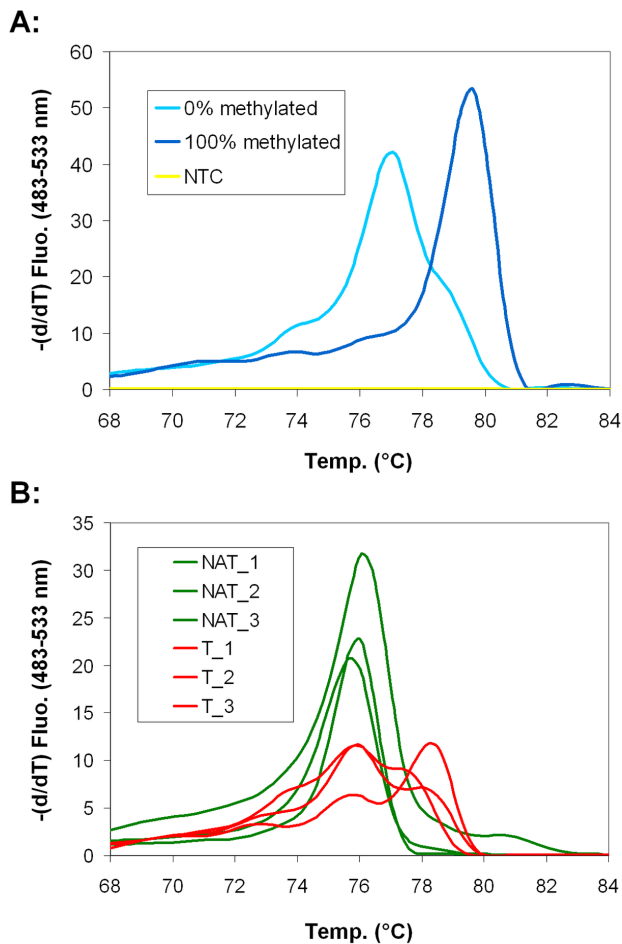 A:
-(d/dT) Fluo. (483-533 nm)
60
50
40
30
20
10
0
0% methylated
100% methylated
NTC
68 70 72 74 76 78 80 82 84
Temp. (°C)
B:
-(d/dT) Fluo. (483-533 nm)
35
30
25
20
15
10
5
0
NAT_1
NAT_2
NAT_3
T_1
T_2
T_3
68 70 72 74 76 78 80 82 84
Temp. (°C)